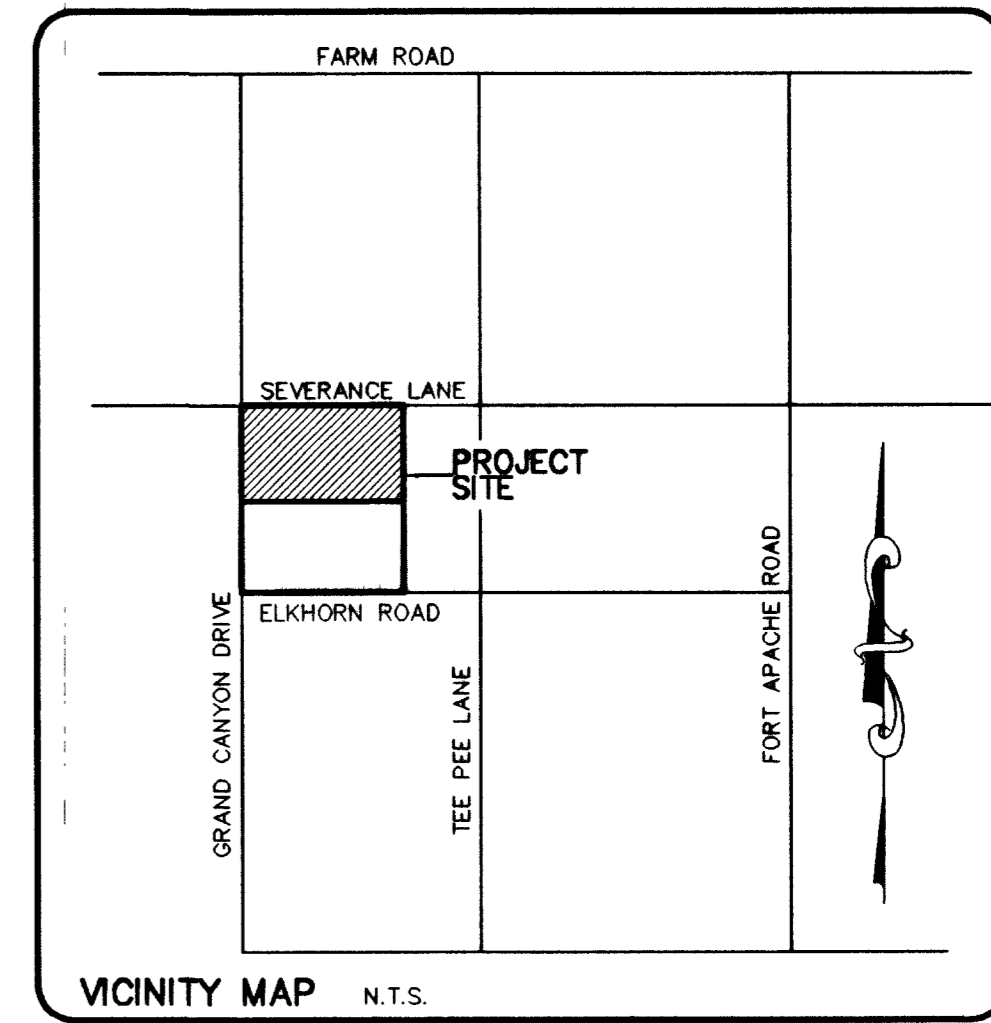 FARM ROAD
SEVERANCE LANE
PROJECT
SITE
ELKHORN ROAD
GRAND CANYON DRIVE
TEE PEE LANE
FORT APACHE ROAD
VICINITY MAP N.T.S.